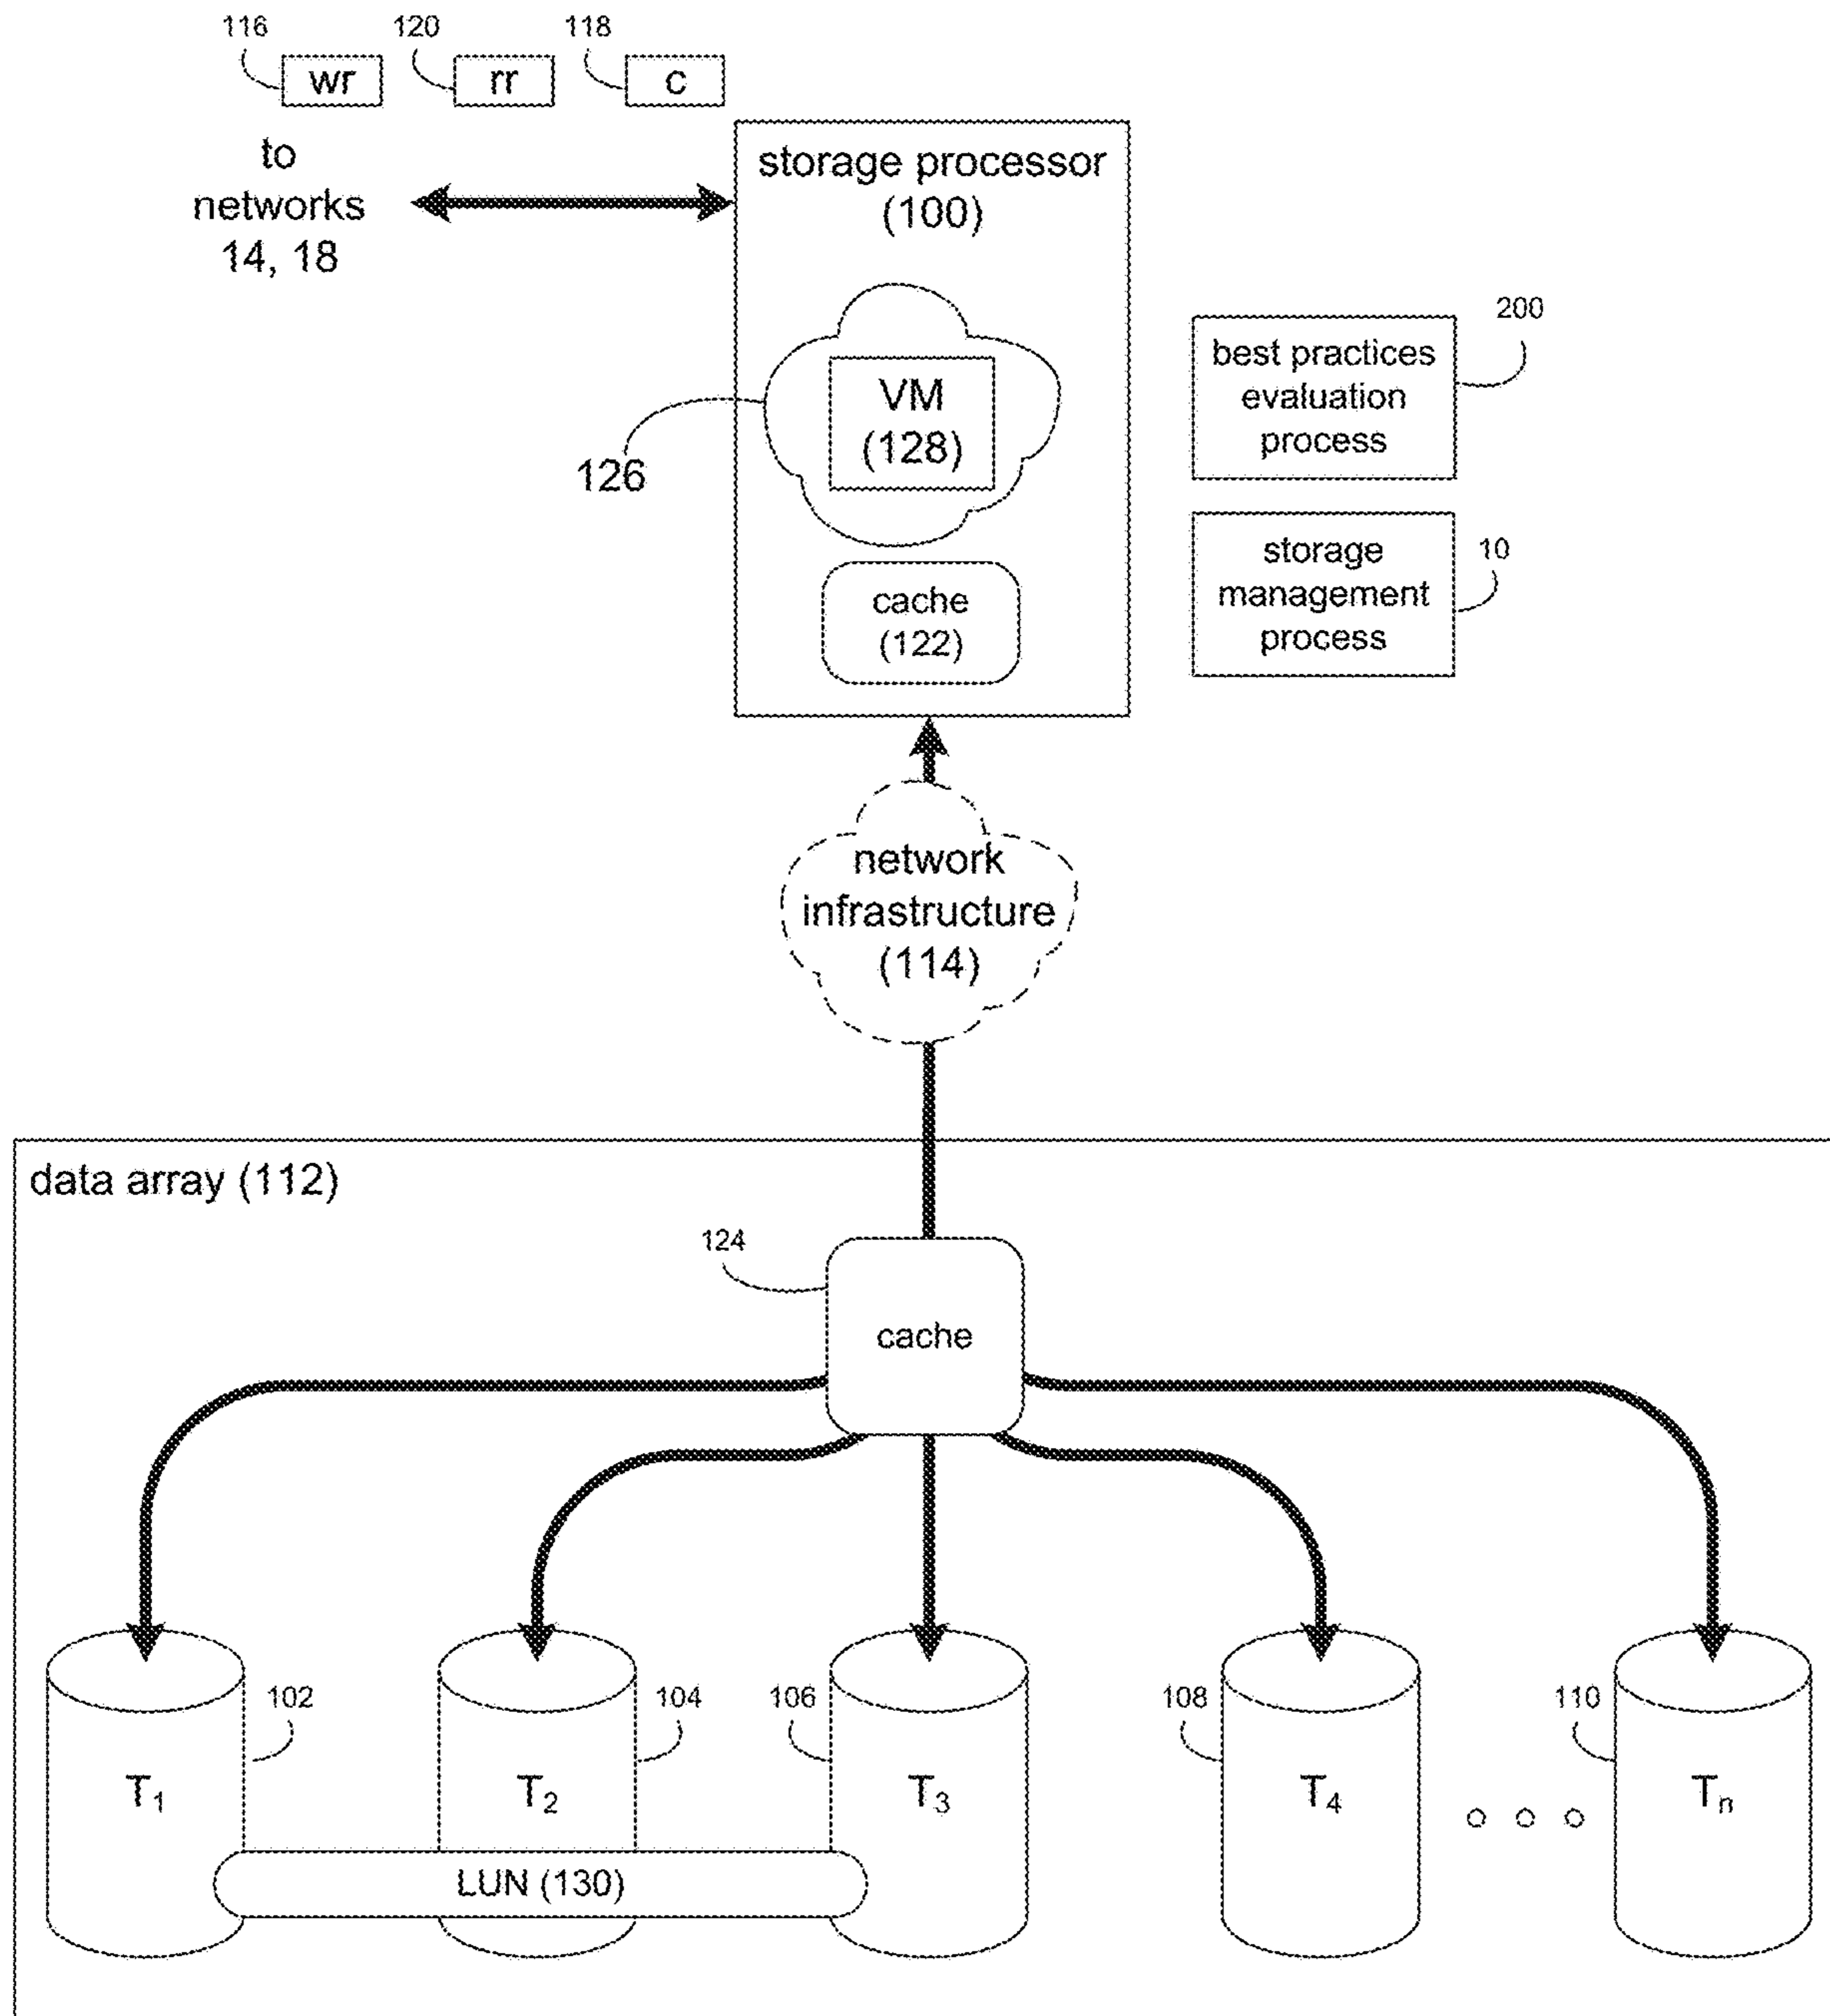 116
120
118
wr
rr
c
to
networks
14, 18
storage processor
(100)
VM
(128)
126
cache
(122)
200
best practices
evaluation
process
10
storage
management
process
network
infrastructure
(114)
data array (112)
124
cache
102
104
106
108
110
T1
T2
T3
T4
Tn
LUN (130)